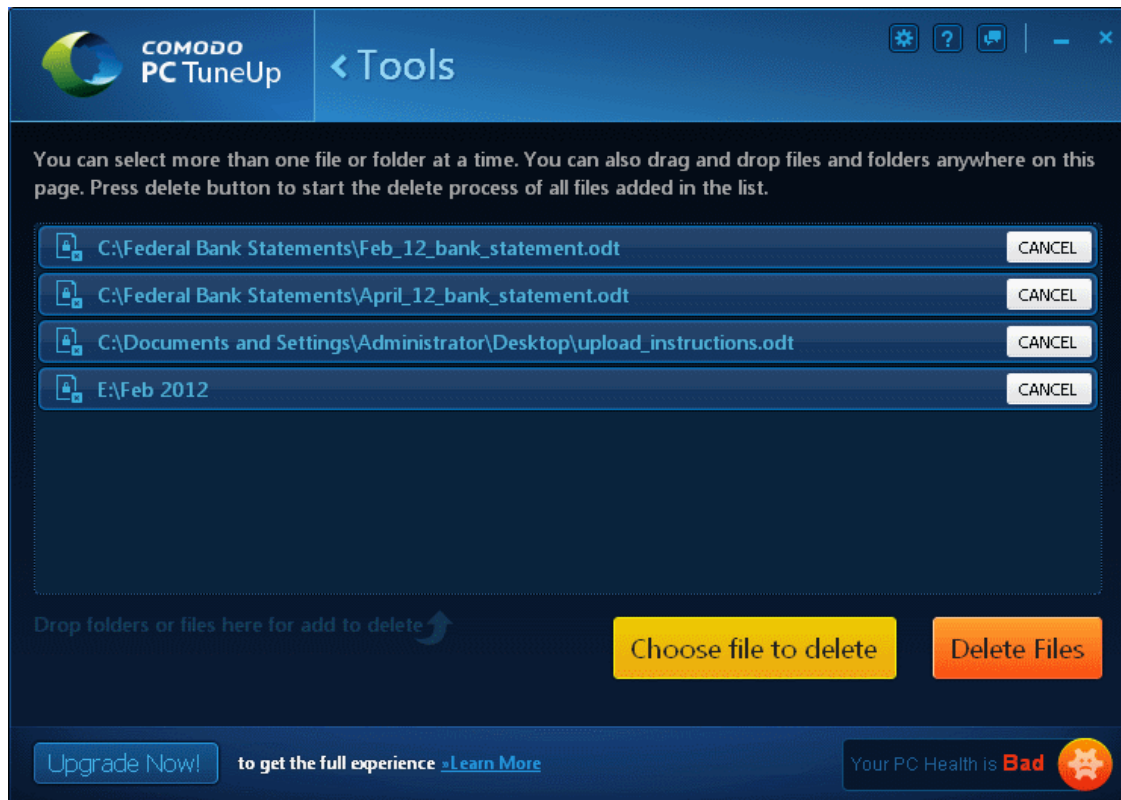 COMODO
PC TuneUp
Tools
You can select more than one file or folder at a time. You can also drag and drop files and folders anywhere on this
page. Press delete button to start the delete process of all files added in the list.
C:\Federal Bank Statements\Feb_12_bank_statement.odt CANCEL
C:\Federal Bank Statements\April_12_bank_statement.odt CANCEL
C:\Documents and Settings\Administrator\Desktop\upload_instructions.odt CANCEL
E:\Feb 2012 CANCEL
Drop folders or files here for add to delete
Choose file to delete
Delete Files
Upgrade Now! to get the full experience »Learn More
Your PC Health is Bad